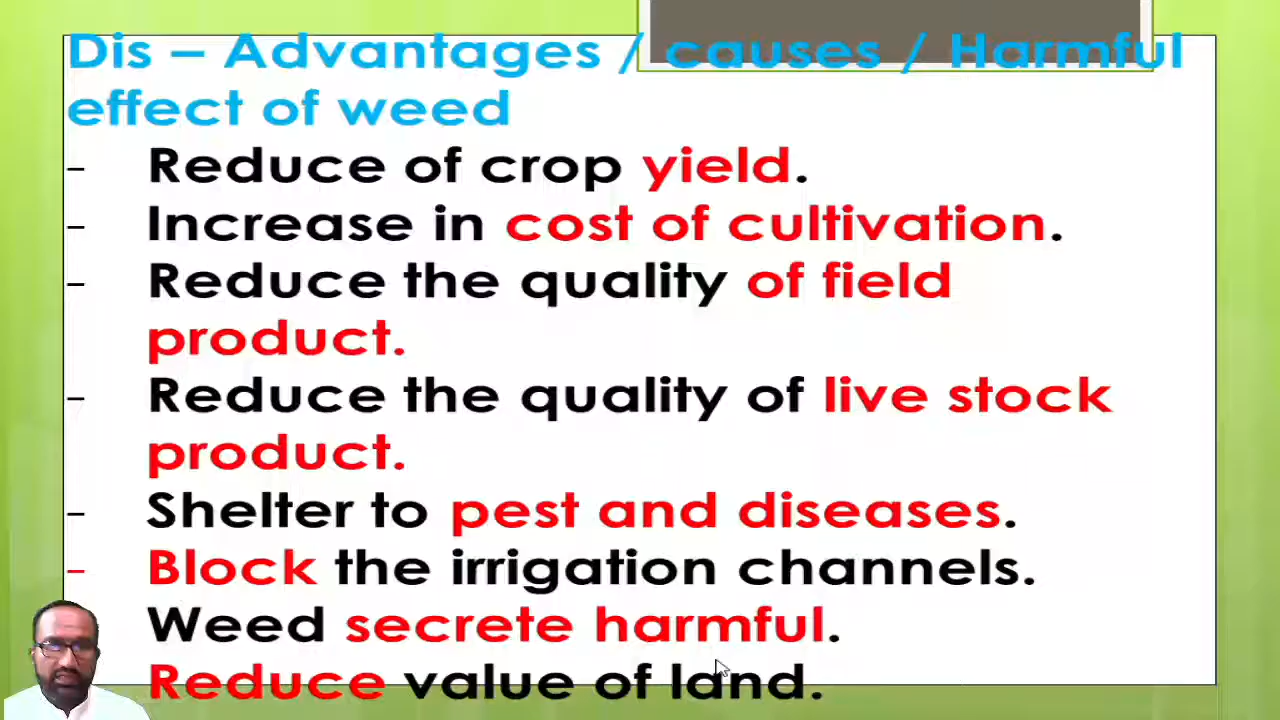 Dis – Advantages / causes / Harmful
effect of weed
- Reduce of crop yield.
- Increase in cost of cultivation.
- Reduce the quality of field
product.
- Reduce the quality of live stock
product.
- Shelter to pest and diseases.
- Block the irrigation channels.
Weed secrete harmful.
Reduce value of land.